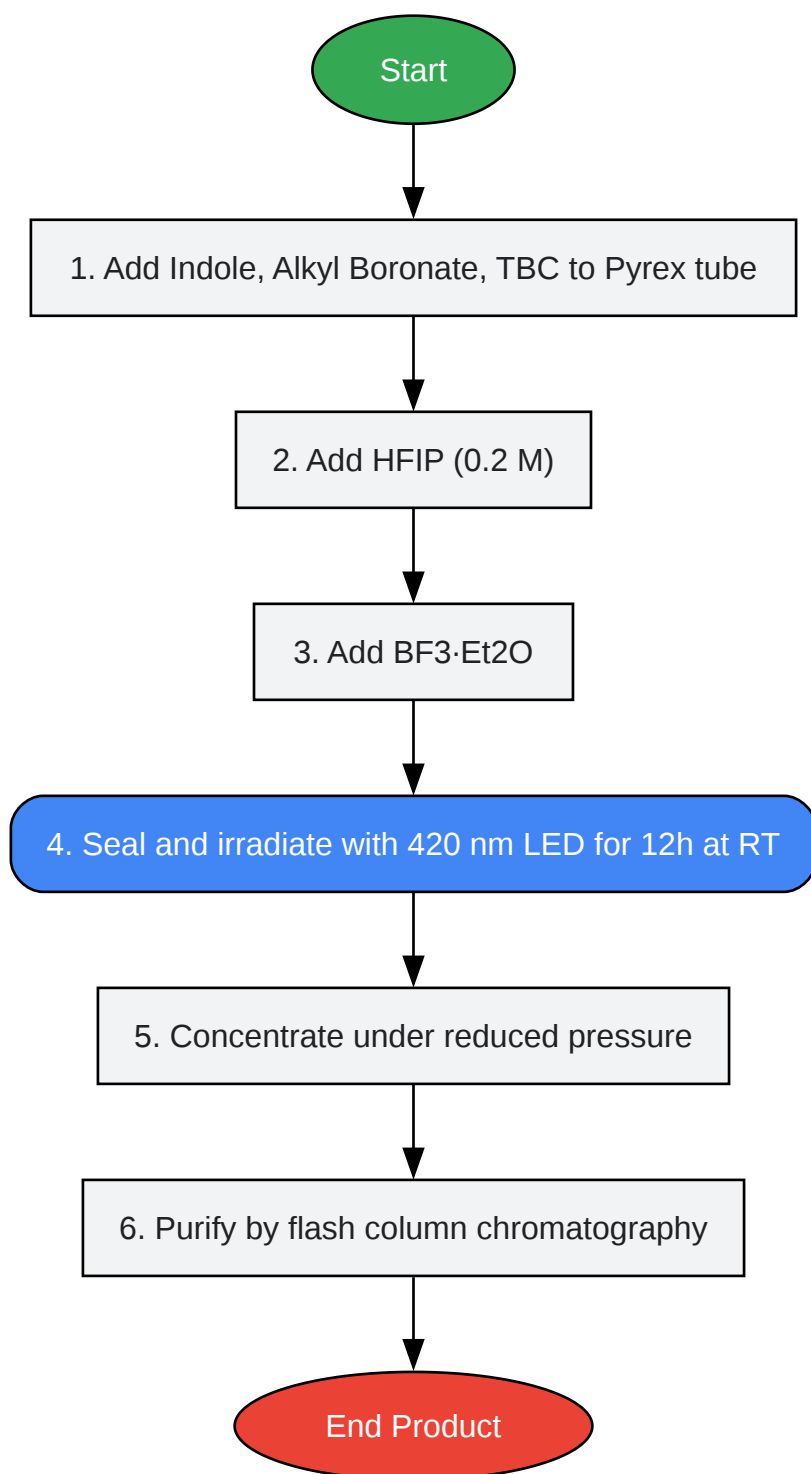 Start
1. Add Indole, Alkyl Boronate, TBC to Pyrex tube
2. Add HFIP (0.2 M)
3. Add BF3·Et2O
4. Seal and irradiate with 420 nm LED for 12h at RT
5. Concentrate under reduced pressure
6. Purify by flash column chromatography
End Product